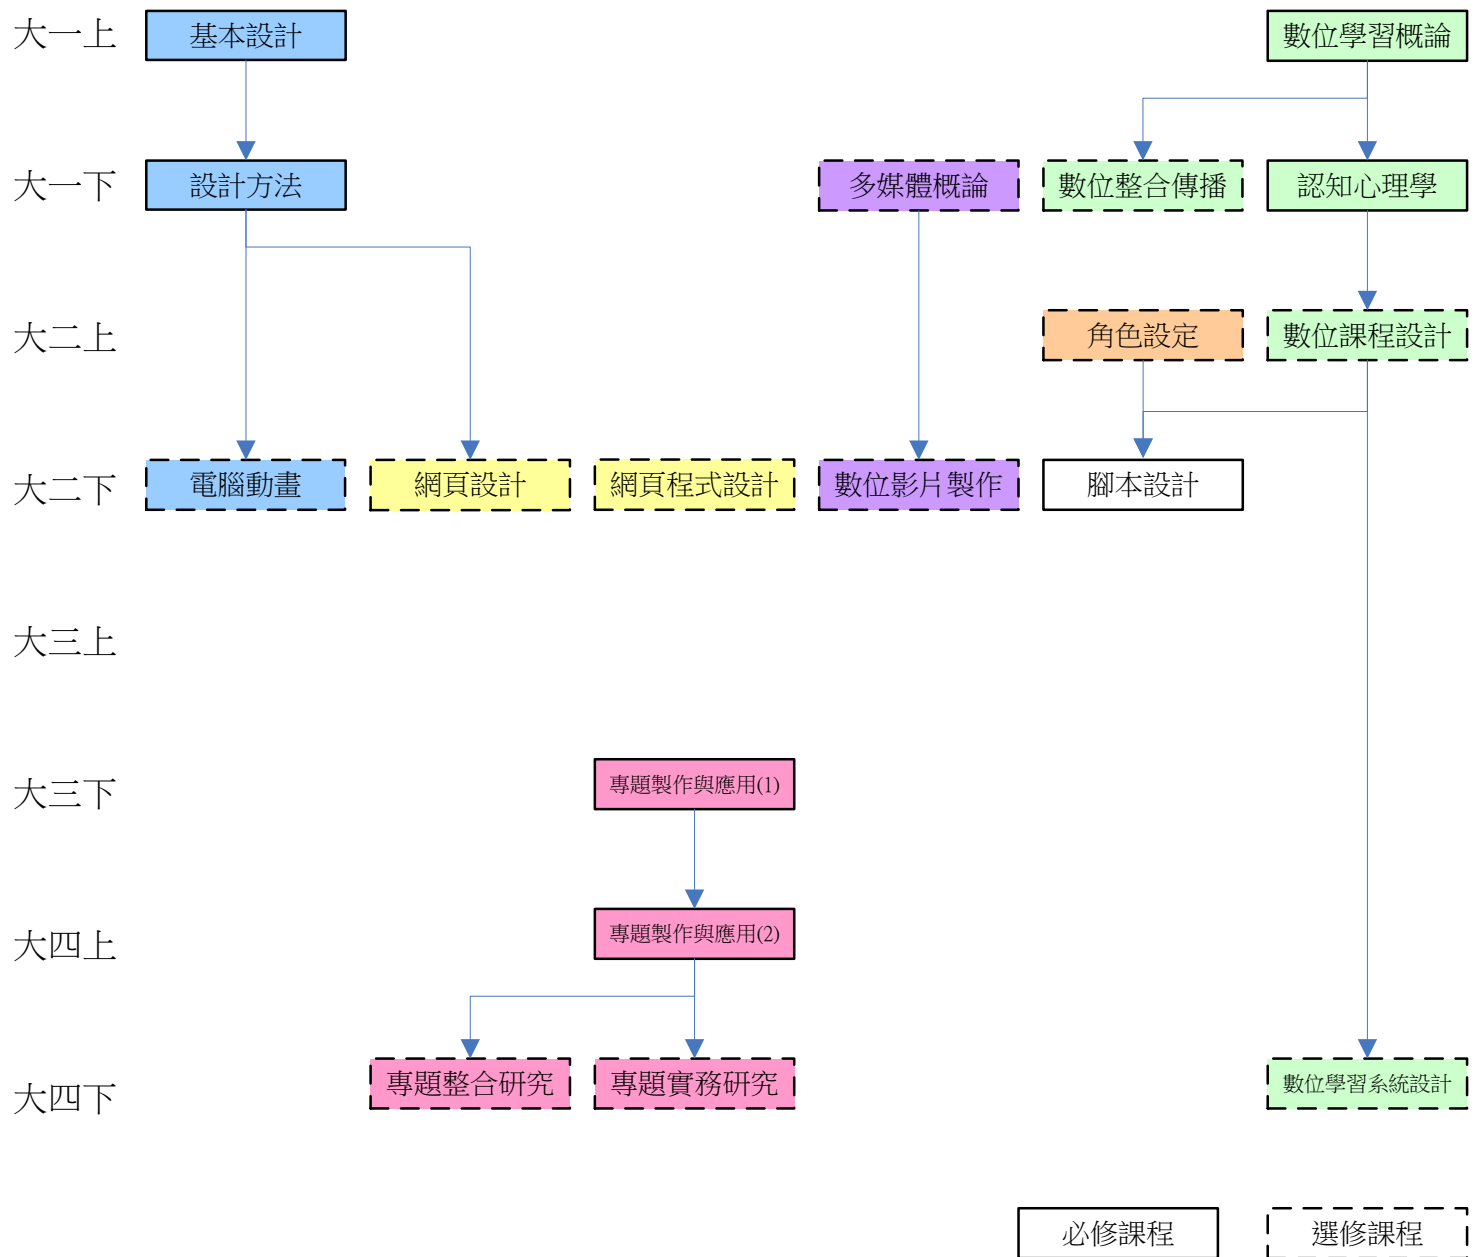 大一上
基本設計
數位學習概論
大一下
設計方法
多媒體概論
數位整合傳播
認知心理學
大二上
角色設定
數位課程設計
大二下
電腦動畫
網頁設計
網頁程式設計
數位影片製作
腳本設計
大三上
大三下
專題製作與應用(1)
大四上
專題製作與應用(2)
大四下
專題整合研究
專題實務研究
數位學習系統設計
必修課程
選修課程